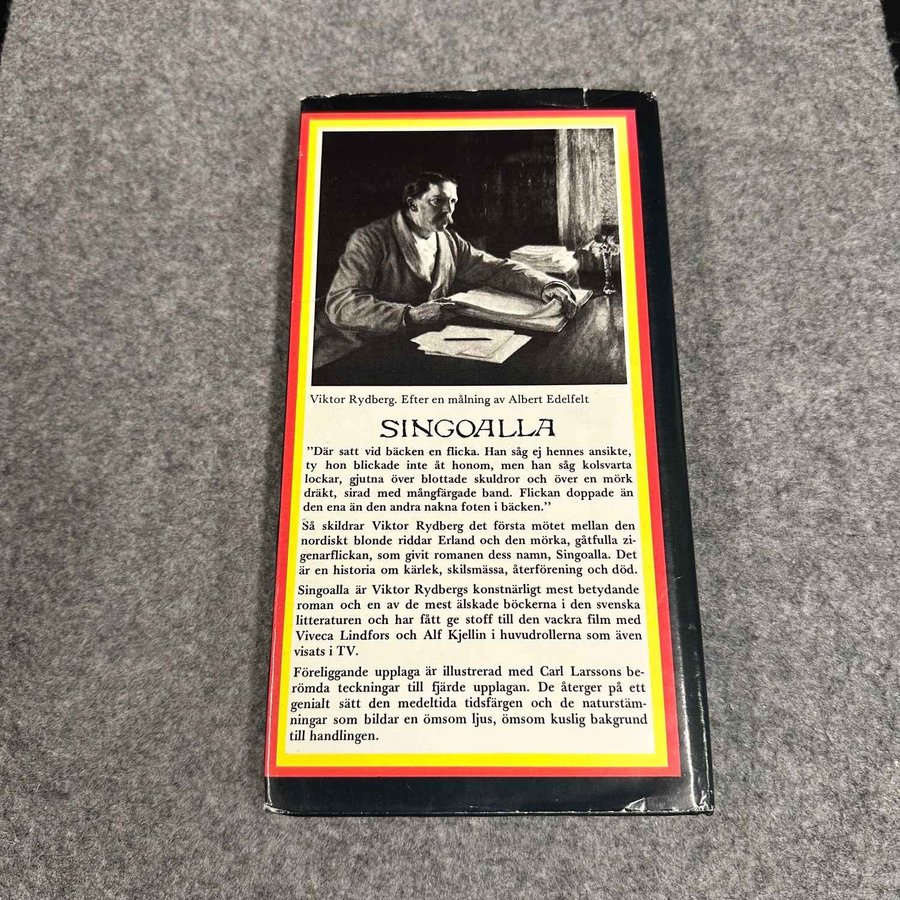 Viktor Rydberg. Efter en målning av Albert Edelfelt
SINGOALLA
”Där satt vid bäcken en flicka. Han såg ej hennes ansikte,
ty hon blickade inte åt honom, men han såg kolsvarta
lockar, gjutna över blottade skuldror och över en mörk
dräkt, sirad med mångfärgade band. Flickan doppade än
den ena än den andra nakna foten i bäcken.”
Så skildrar Viktor Rydberg det första mötet mellan den
nordiskt blonde riddar Erland och den mörka, gåtfulla zi-
genarflickan, som givit romanen dess namn, Singoalla. Det
är en historia om kärlek, skilsmässa, återförening och död.
Singoalla är Viktor Rydbergs konstnärligt mest betydande
roman och en av de mest älskade böckerna i den svenska
litteraturen och har fått ge stoff till den vackra film med
Viveca Lindfors och Alf Kjellin i huvudrollerna som även
visats i TV.
Föreliggande upplaga är illustrerad med Carl Larssons be-
römda teckningar till fjärde upplagan. De återger på ett
genialt sätt den medeltida tidsfärgen och de naturstäm-
ningar som bildar en ömsom ljus, ömsom kuslig bakgrund
till handlingen.